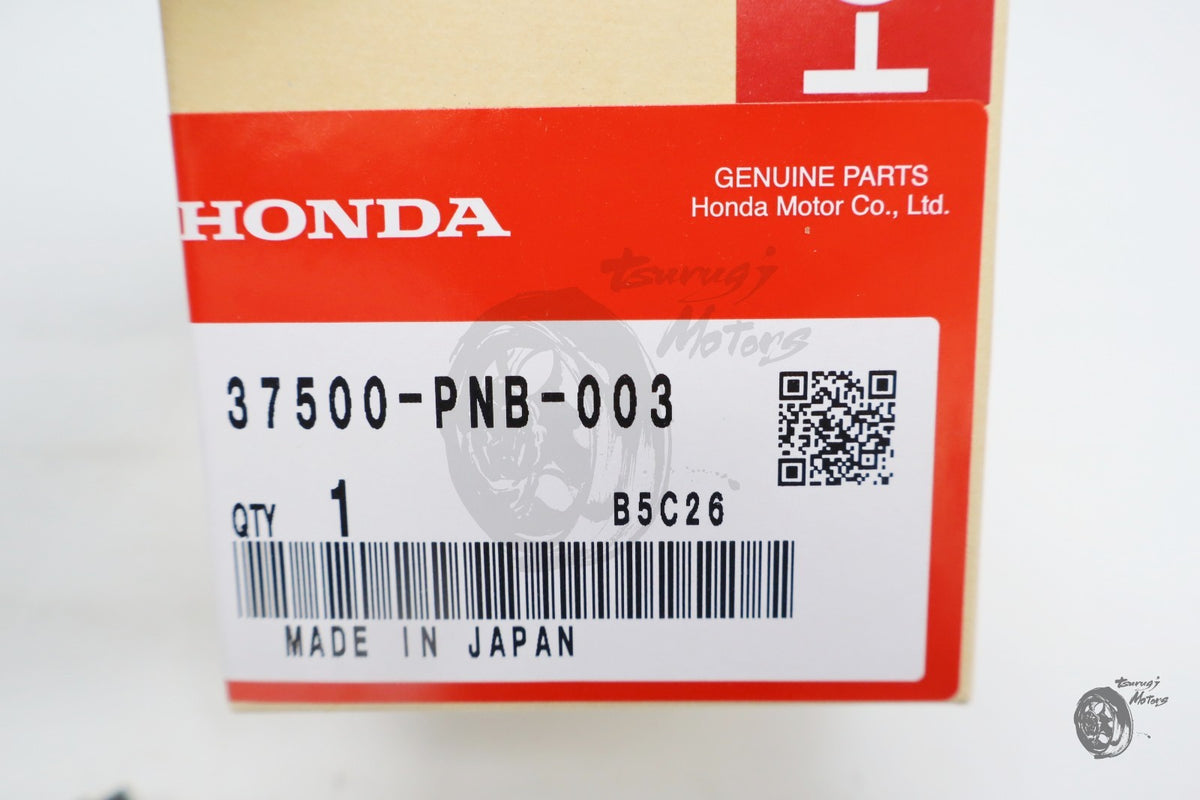 H
GENUINE PARTS
HONDA
Honda Motor Co., Ltd.
tsurugi
Motors
37500-PNB-003
QTY 1
B5C26
MADE IN JAPAN
tsurugi
Motors